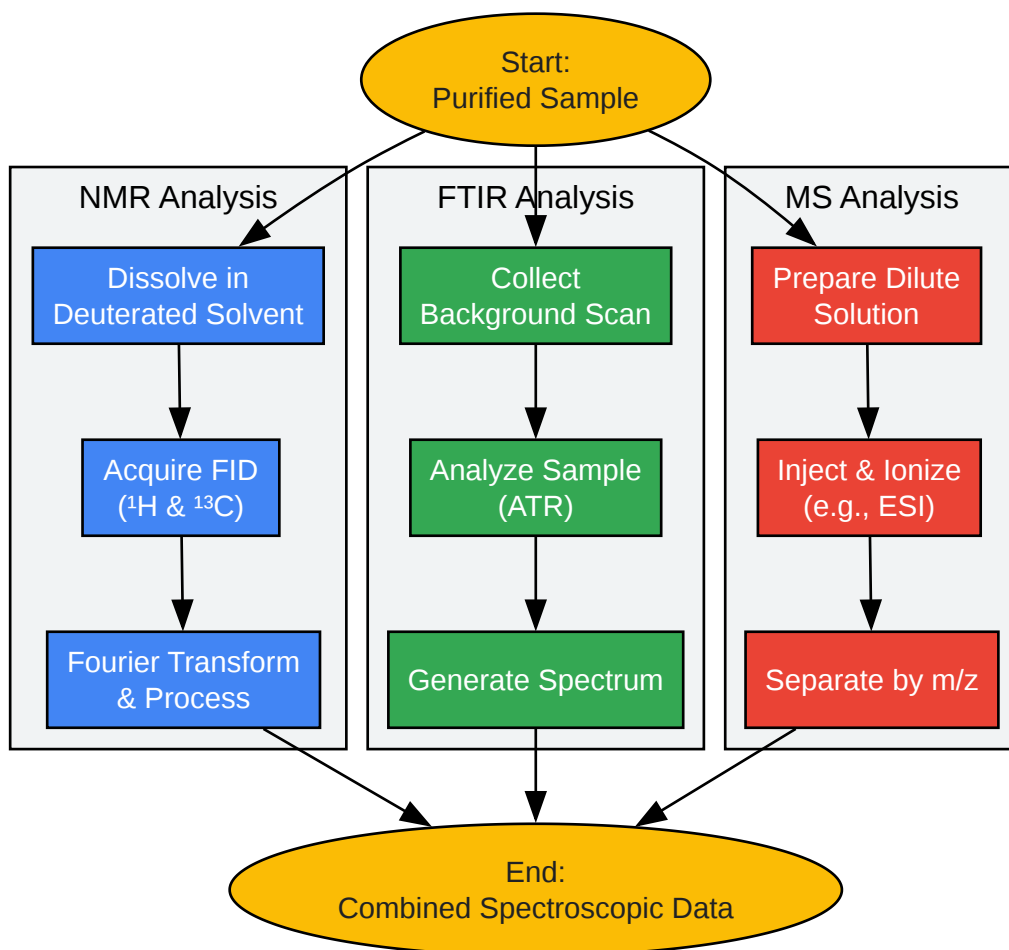 Start:
Purified Sample
NMR Analysis
Dissolve in
Deuterated Solvent
Acquire FID
(¹H & ¹³C)
Fourier Transform
& Process
FTIR Analysis
Collect
Background Scan
Analyze Sample
(ATR)
Generate Spectrum
MS Analysis
Prepare Dilute
Solution
Inject & Ionize
(e.g., ESI)
Separate by m/z
End:
Combined Spectroscopic Data